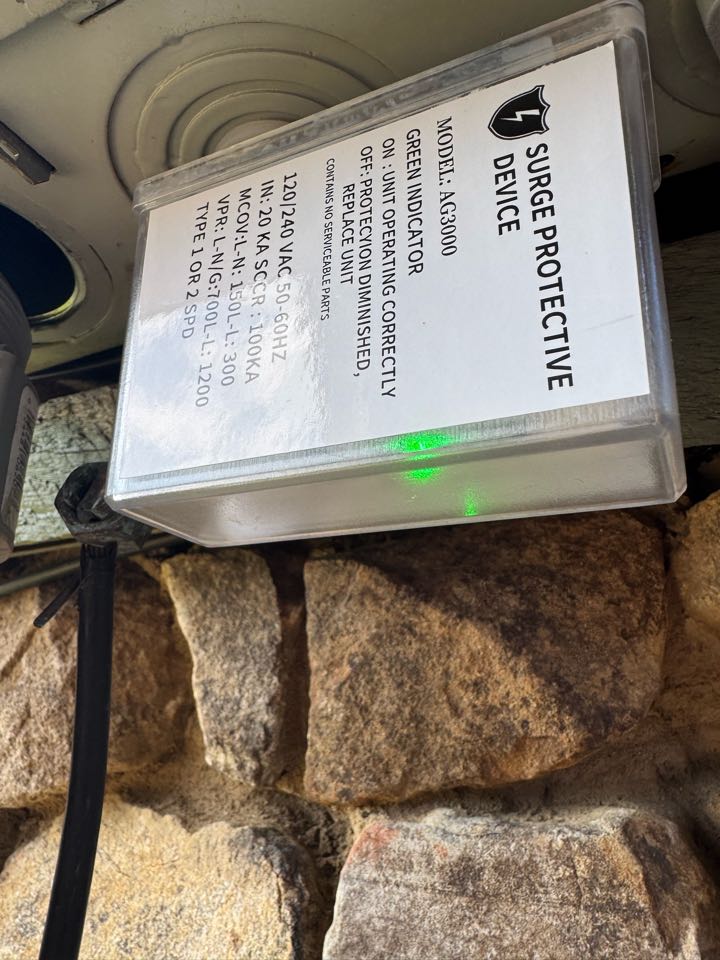 SURGE PROTECTIVE
DEVICE
MODEL: AG3000
GREEN INDICATOR
ON : UNIT OPERATING CORRECTLY
OFF: PROTECYION DIMINISHED,
REPLACE UNIT
CONTAINS NO SERVICEABLE PARTS
120/240 VAC 50-60HZ
IN: 20 KA SCCR : 100KA
MCOV:L-N: 150L-L: 300
VPR: L-N/G:700L-L: 1200
TYPE 1 OR 2 SPD